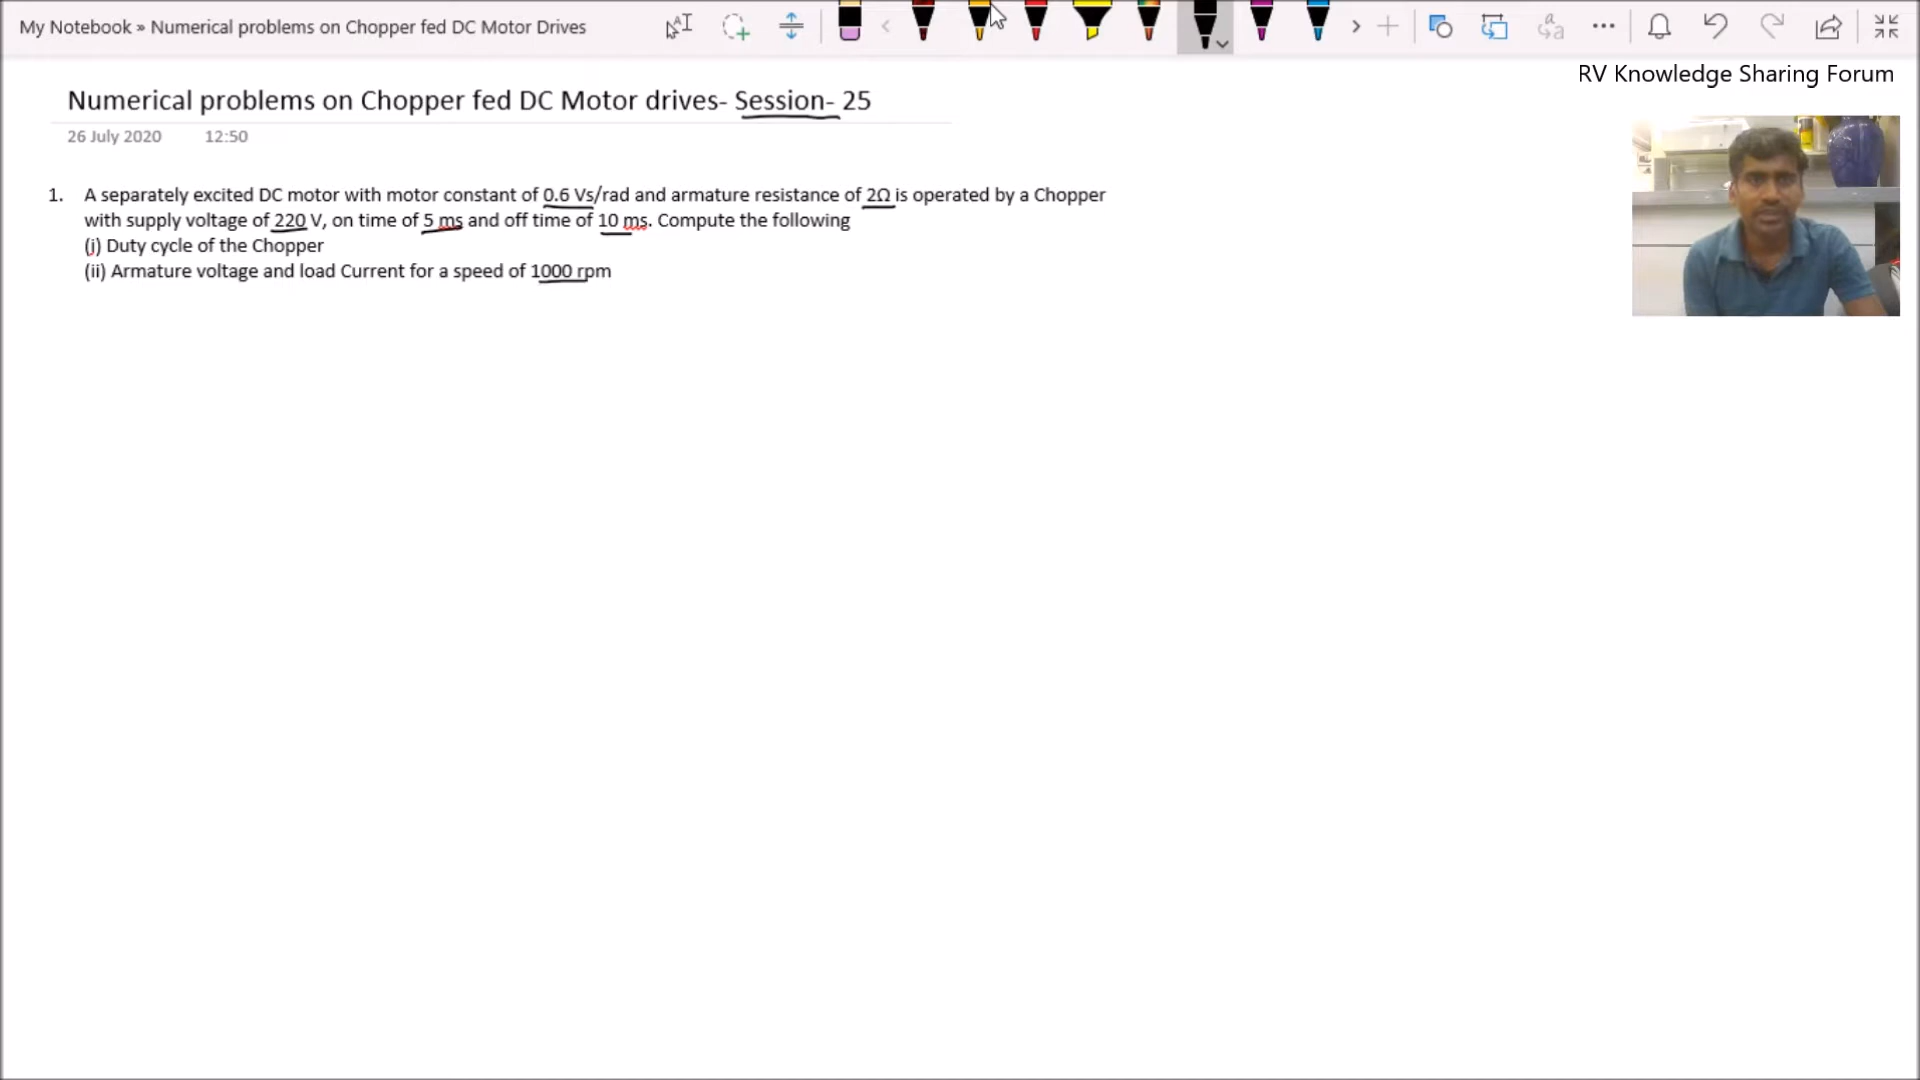 My Notebook » Numerical problems on Chopper fed DC Motor Drives
RV Knowledge Sharing Forum
Numerical problems on Chopper fed DC Motor drives- Session- 25
26 July 2020 12:50
1. A separately excited DC motor with motor constant of 0.6 Vs/rad and armature resistance of 2Ω is operated by a Chopper
with supply voltage of 220 V, on time of 5 ms and off time of 10 ms. Compute the following
(i) Duty cycle of the Chopper
(ii) Armature voltage and load Current for a speed of 1000 rpm